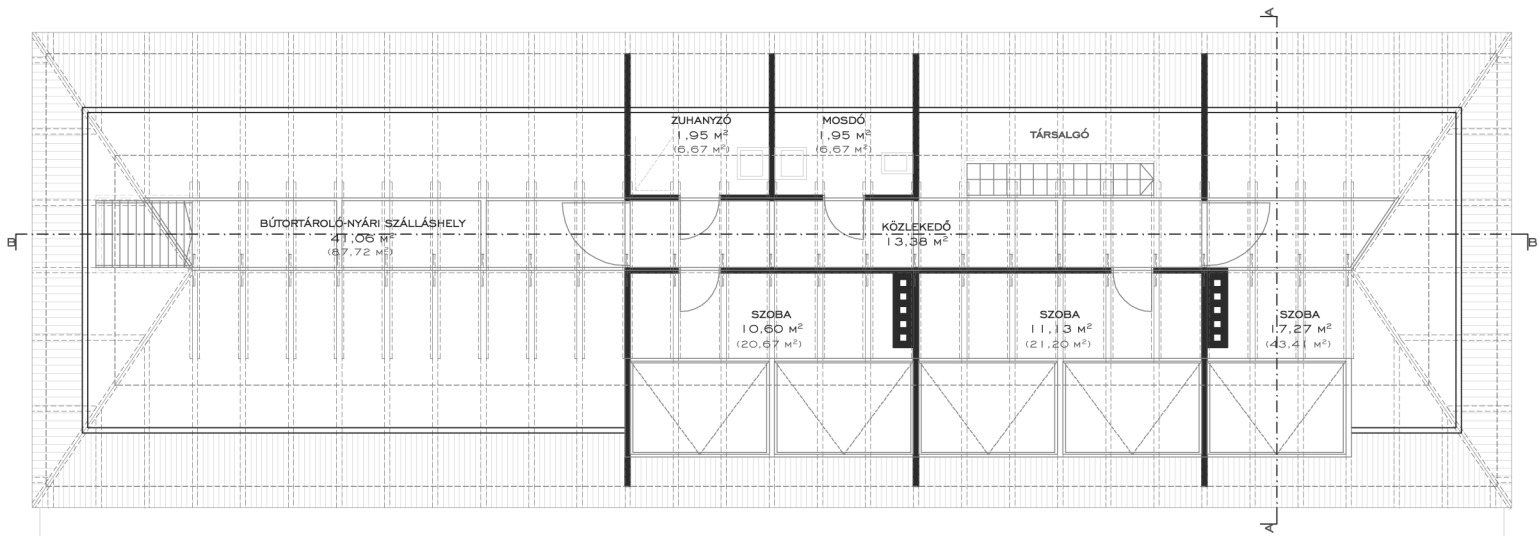 A
ZUHANYZÓ
1,95 M²
(6,67 M²)
MOSDÓ
1,95 M²
(6,67 M²)
TÁRSALGÓ
BÚTORTÁROLÓ-NYÁRI SZÁLLÁSHELY
41,06 M²
(87,72 M²)
KÖZLEKEDŐ
13,38 M²
B
B
SZOBA
10,60 M²
(20,67 M²)
SZOBA
11,13 M²
(21,20 M²)
SZOBA
17,27 M²
(43,41 M²)
A